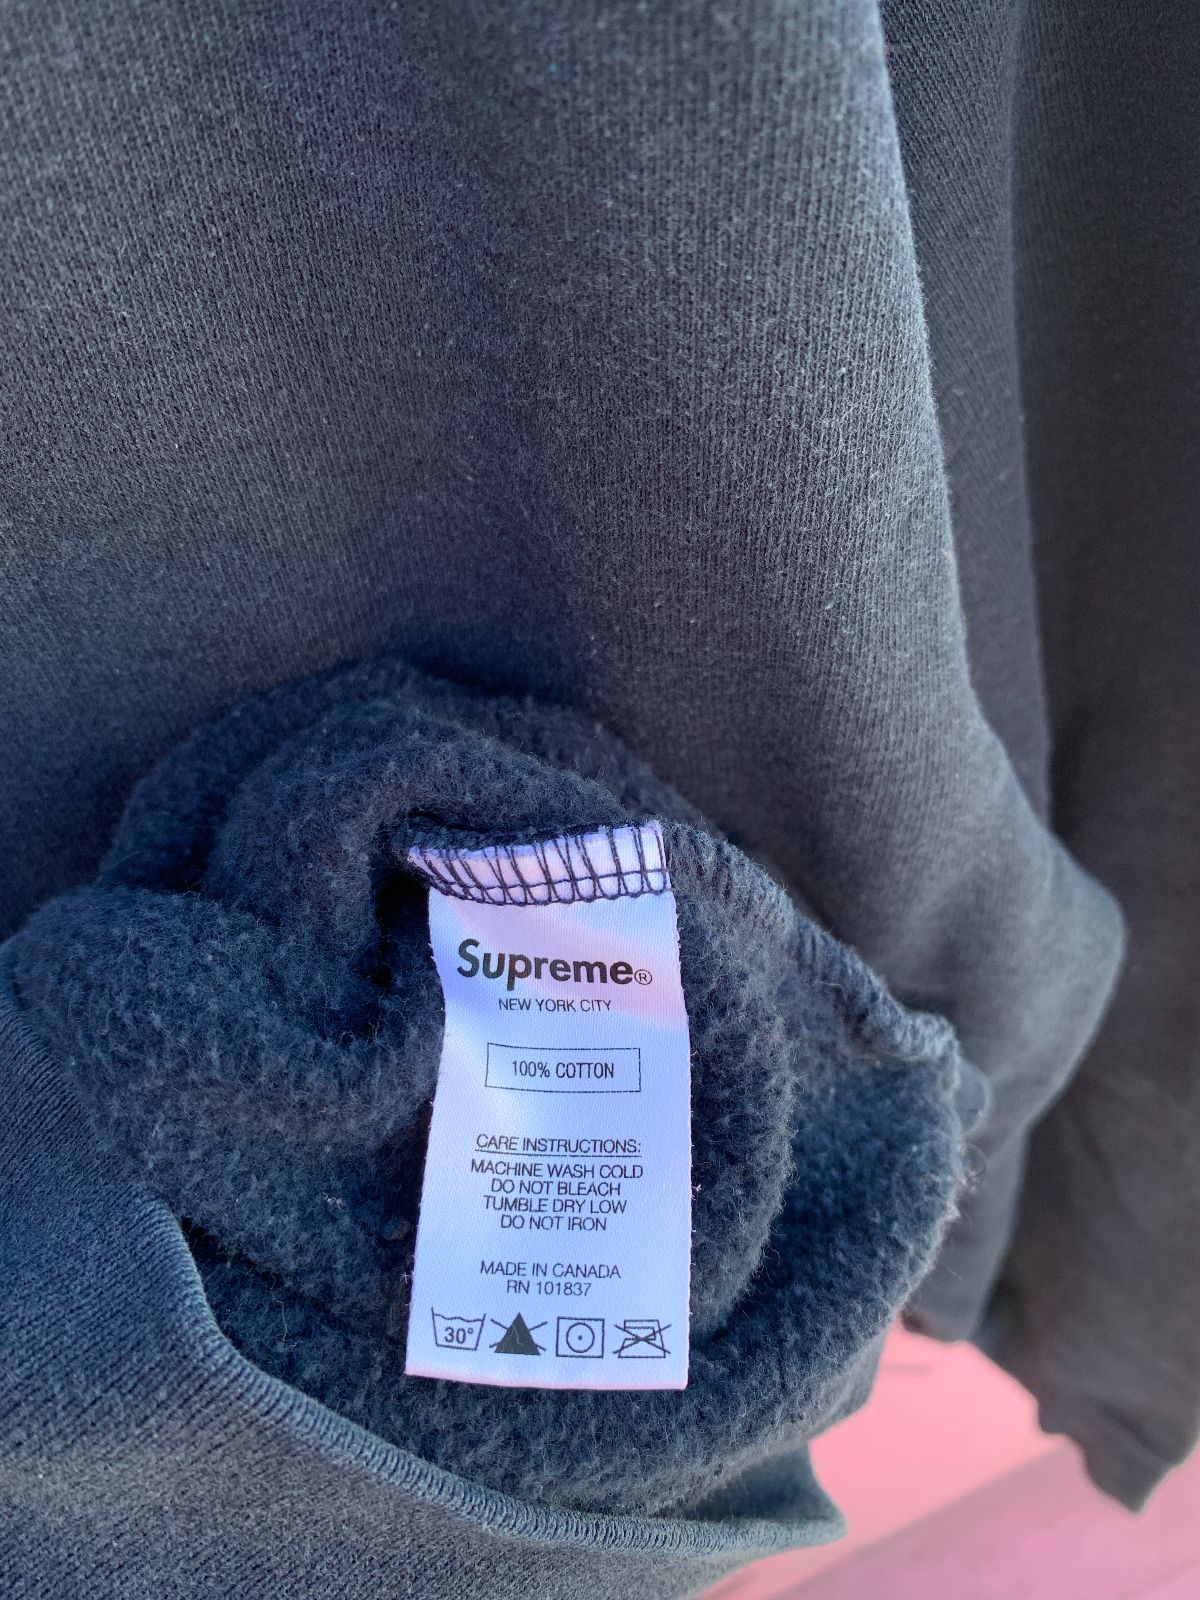 Supreme®
NEW YORK CITY
100% COTTON
CARE INSTRUCTIONS:
MACHINE WASH COLD
DO NOT BLEACH
TUMBLE DRY LOW
DO NOT IRON
MADE IN CANADA
RN 101837
30°